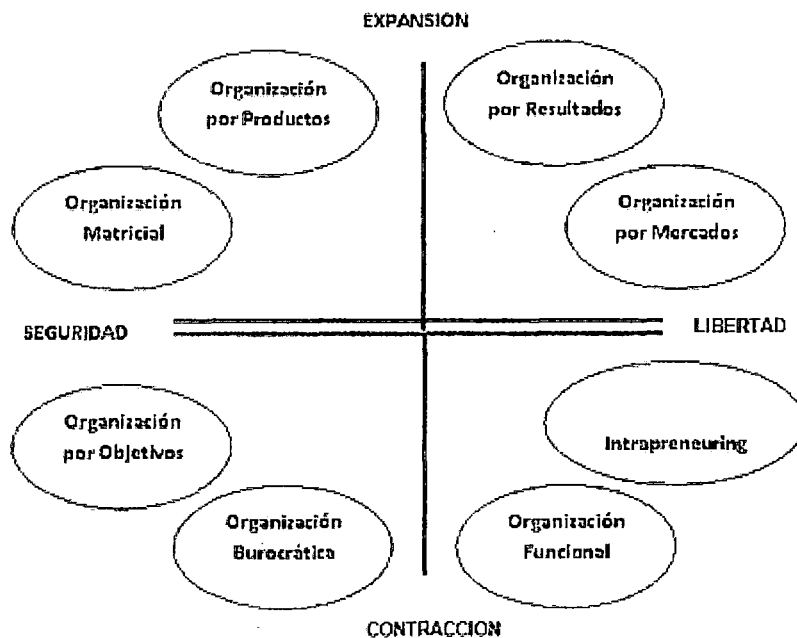 EXPANSIÓN
Organización
por Productos
Organización
por Resultados
Organización
Matricial
Organización
por Mercados
SEGURIDAD
LIBERTAD
Organización
por Objetivos
Intrapreneuring
Organización
Burocrática
Organización
Funcional
CONTRACCION